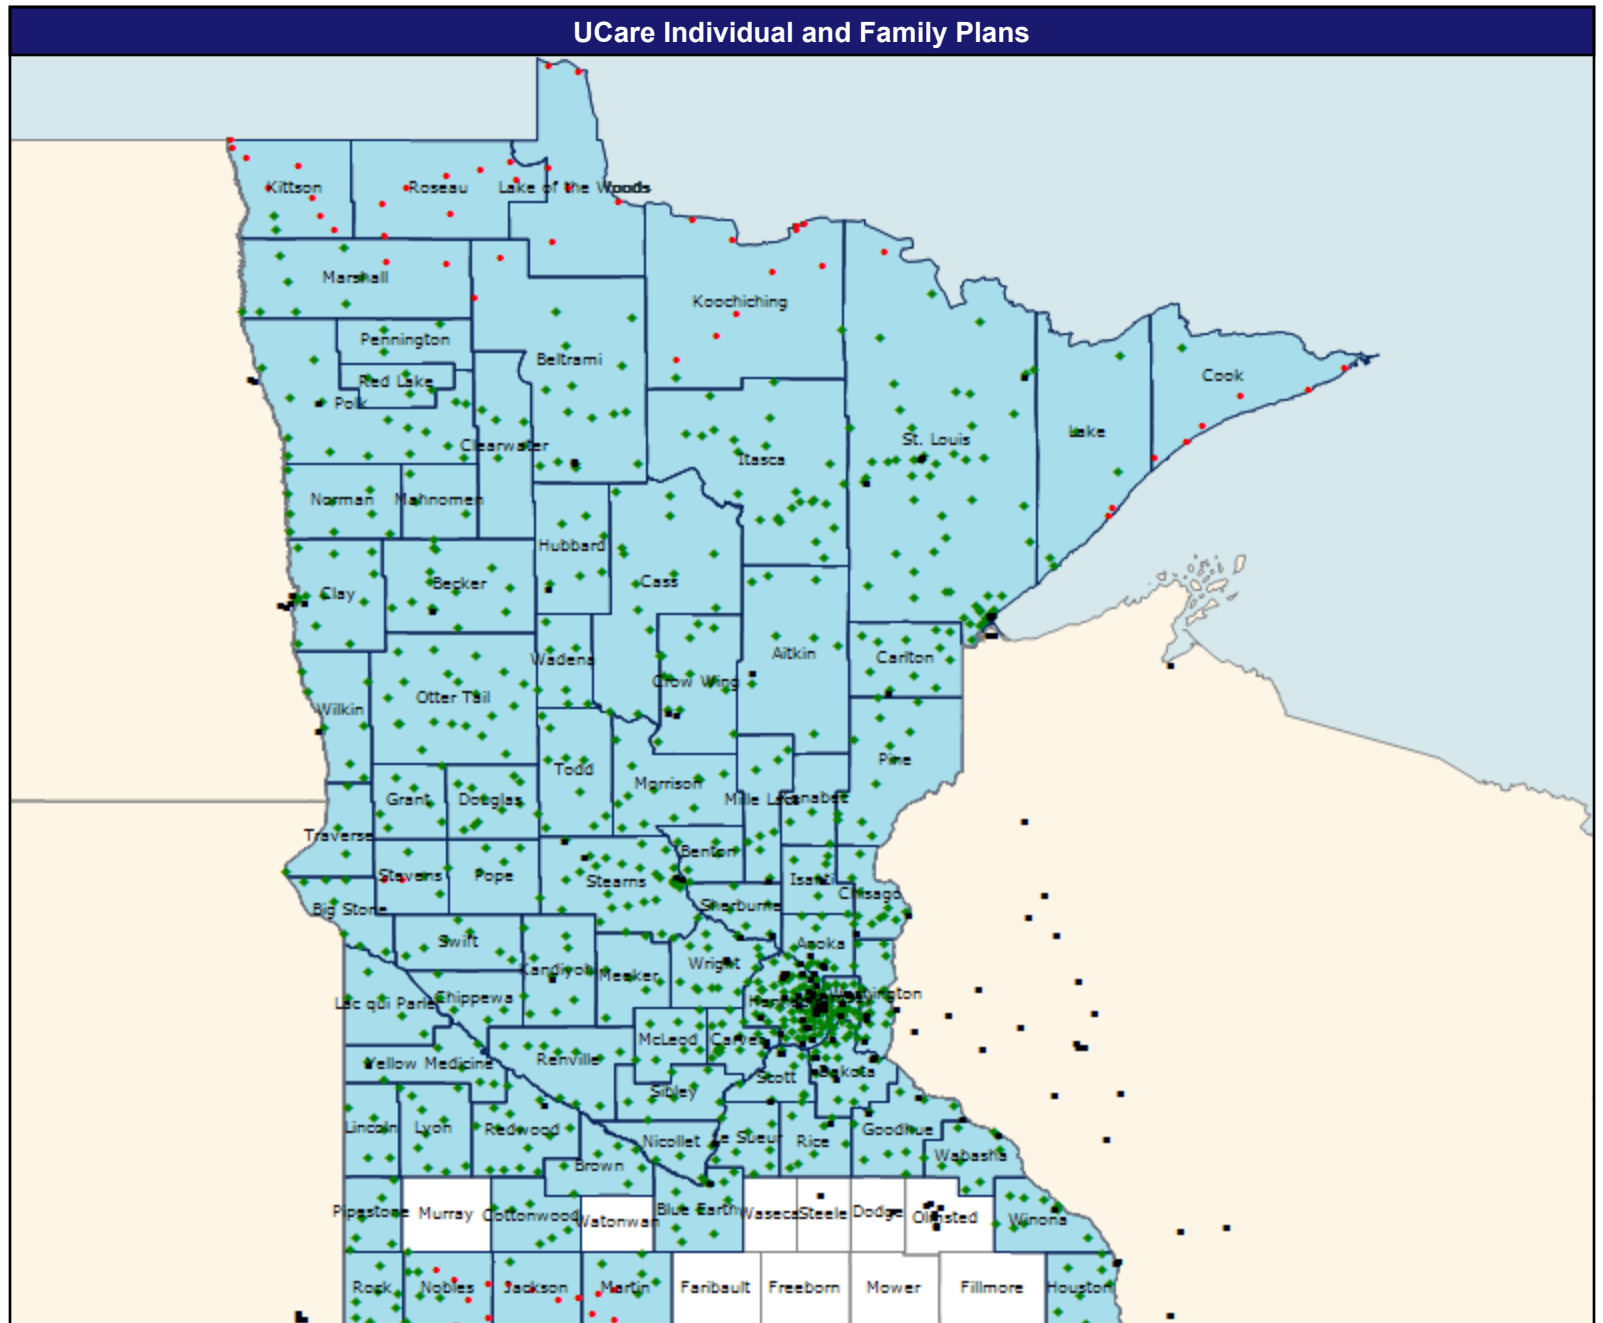 UCare Individual and Family Plans
Kittson
Roseau
Lake of the Woods
Marshall
Koochiching
Pennington
Beltrami
Red Lake
Cook
Polk
Clearwater
St. Louis
Lake
Itasca
Norman
Mahnomen
Hubbard
Becker
Cass
Clay
Wadena
Aitkin
Carlton
Crow Wing
Otter Tail
Wilkin
Pine
Todd
Morrison
Grant
Douglas
Mille Lacs
Kanabec
Traverse
Benton
Stevens
Pope
Stearns
Isanti
Chisago
Sherburne
Big Stone
Swift
Anoka
Wright
Kandiyohi
Meeker
Hennepin
Washington
Lac qui Parle
Chippewa
McLeod
Carver
Yellow Medicine
Renville
Scott
Dakota
Sibley
Lincoln
Lyon
Redwood
Nicollet
Le Sueur
Rice
Goodhue
Wabasha
Brown
Pipestone
Murray
Cottonwood
Watonwan
Blue Earth
Waseca
Steele
Dodge
Olmsted
Winona
Rock
Nobles
Jackson
Martin
Faribault
Freeborn
Mower
Fillmore
Houston